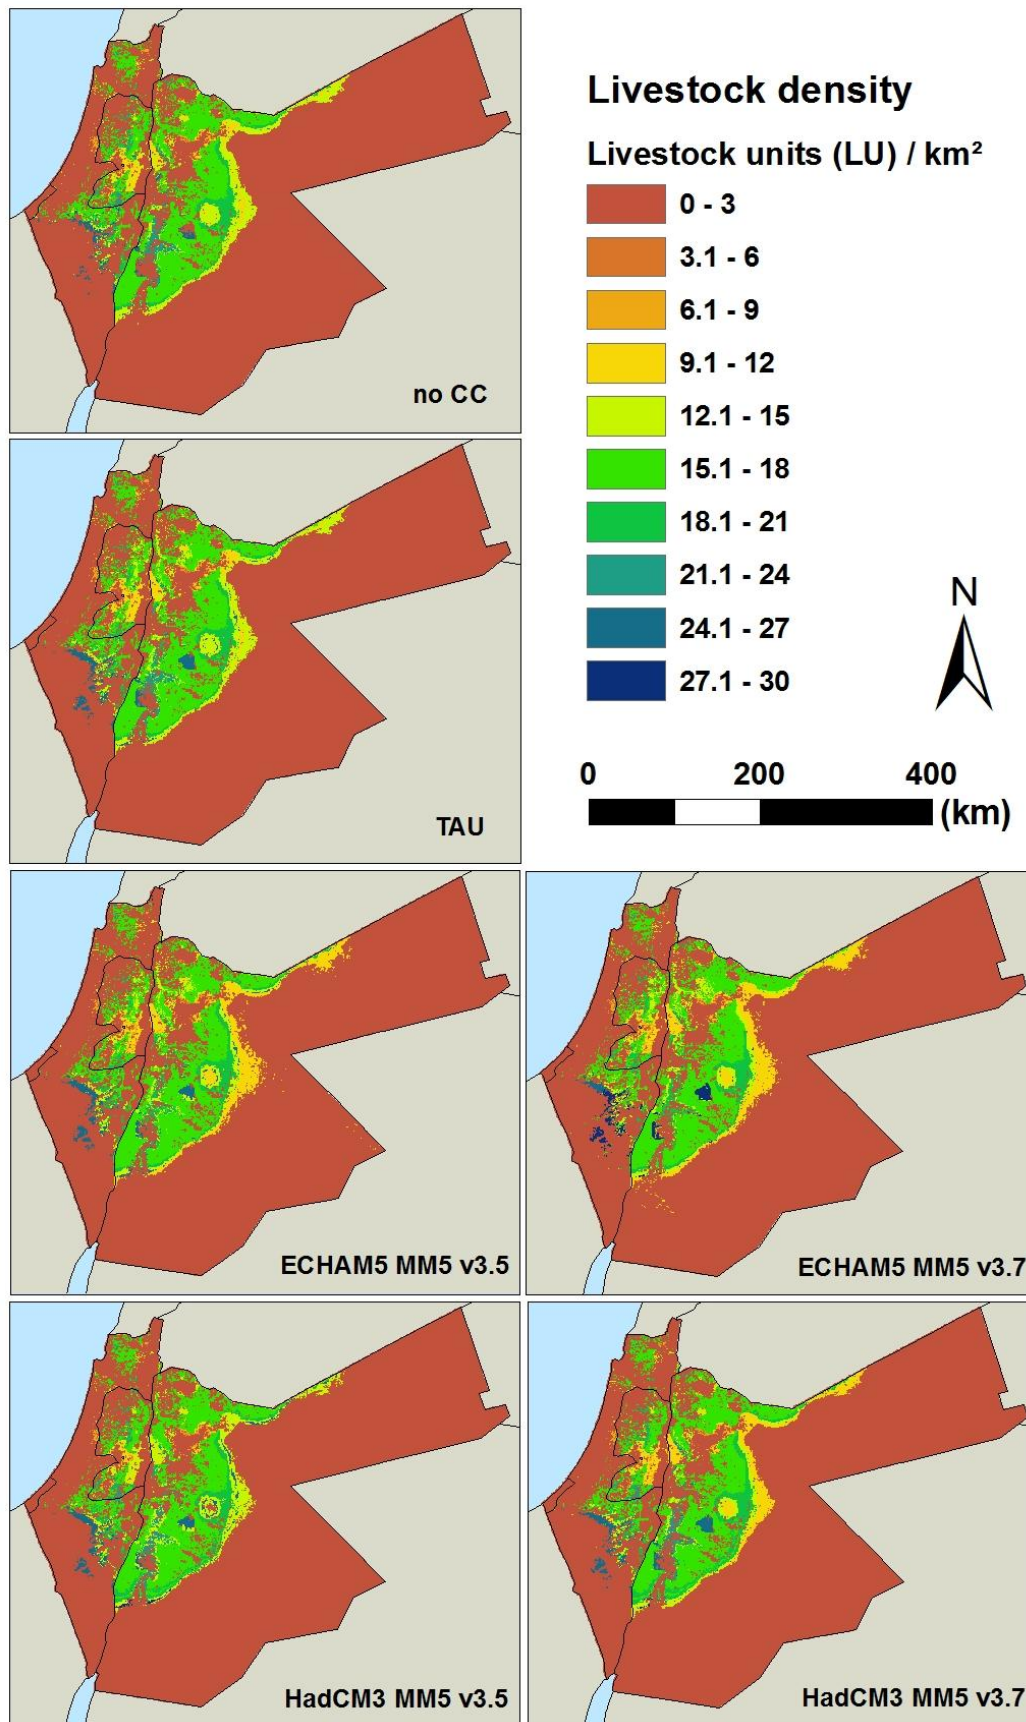 Livestock density
Livestock units (LU) / km²
0 - 3
3.1 - 6
6.1 - 9
9.1 - 12
12.1 - 15
15.1 - 18
18.1 - 21
21.1 - 24
24.1 - 27
27.1 - 30
no CC
N
0 200 400
(km)
TAU
ECHAM5 MM5 v3.5
ECHAM5 MM5 v3.7
HadCM3 MM5 v3.5
HadCM3 MM5 v3.7